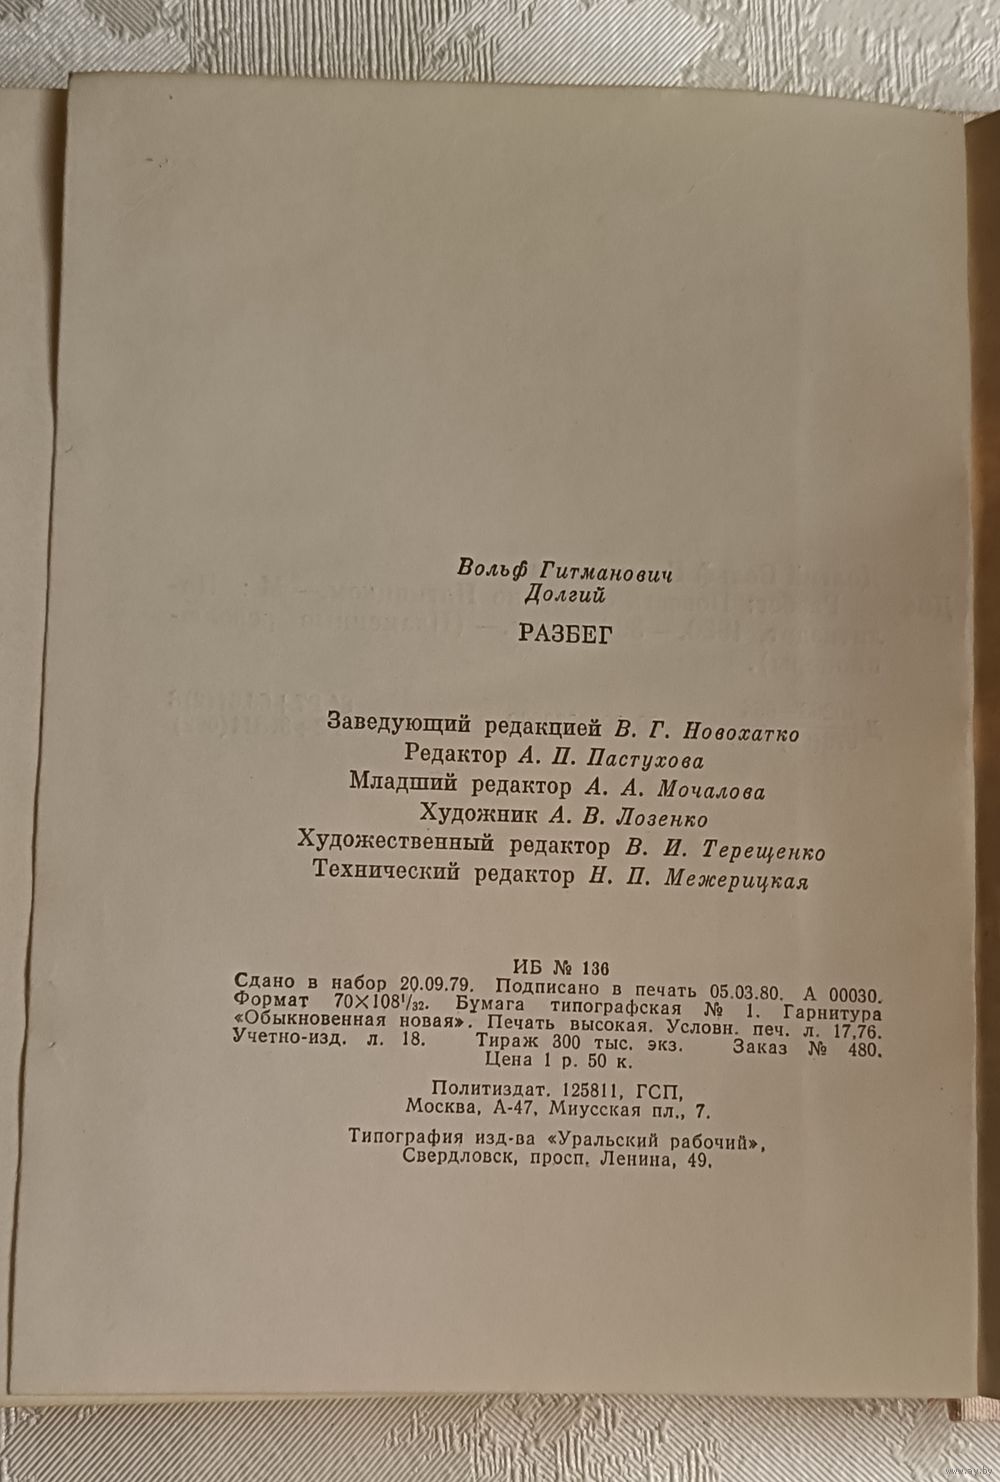 Вольф Гитманович
Долгий
РАЗБЕГ
Заведующий редакцией В. Г. Новохатко
Редактор А. П. Пастухова
Младший редактор А. А. Мочалова
Художник А. В. Лозенко
Художественный редактор В. И. Терещенко
Технический редактор Н. П. Межерицкая
ИБ № 136
Сдано в набор 20.09.79. Подписано в печать 05.03.80. А 00030.
Формат 70×108¹/₃₂. Бумага типографская № 1. Гарнитура
«Обыкновенная новая». Печать высокая. Условн. печ. л. 17,76.
Учетно-изд. л. 18. Тираж 300 тыс. экз. Заказ № 480.
Цена 1 р. 50 к.
Политиздат. 125811, ГСП,
Москва, А-47, Миусская пл., 7.
Типография изд-ва «Уральский рабочий»,
Свердловск, просп. Ленина, 49.
www.ay.by